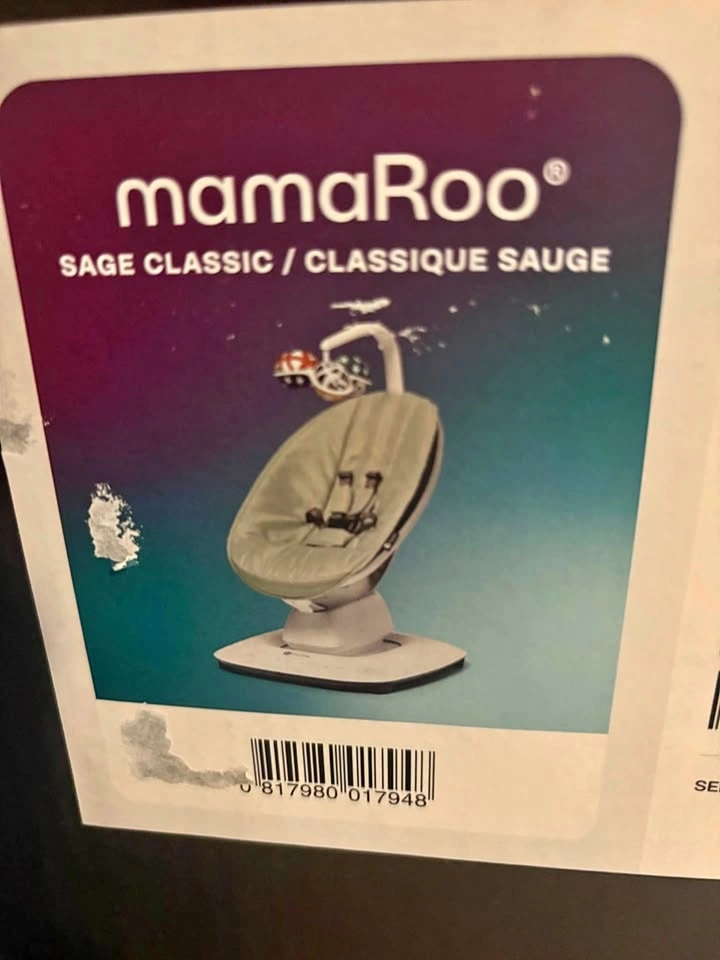 mamaRoo®
SAGE CLASSIC / CLASSIQUE SAUGE
0 817980 017948